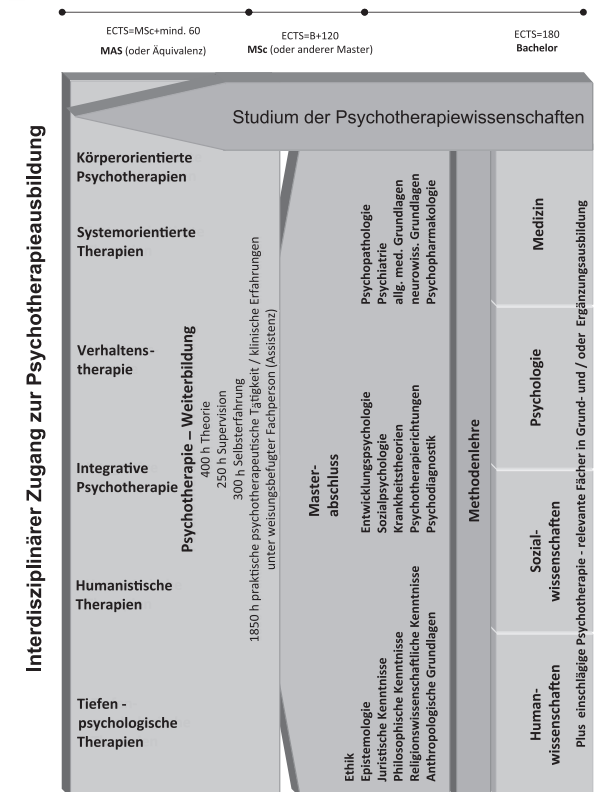 ECTS=MSc+mind. 60
MAS (oder Äquivalenz)
ECTS=B+120
MSc (oder anderer Master)
ECTS=180
Bachelor
Interdisziplinärer Zugang zur Psychotherapieausbildung
Studium der Psychotherapiewissenschaften
Körperorientierte
Psychotherapien
Systemorientierte
Therapien
Verhaltens-
therapie
Integrative
Psychotherapie
Humanistische
Therapien
Tiefen -
psychologische
Therapien
Psychotherapie – Weiterbildung
400 h Theorie
250 h Supervision
300 h Selbsterfahrung
1850 h praktische psychotherapeutische Tätigkeit / klinische Erfahrungen
unter weisungsbefugter Fachperson (Assistenz)
Master-
abschluss
Psychopathologie
Psychiatrie
allg. med. Grundlagen
neurowiss. Grundlagen
Psychopharmakologie
Entwicklungspsychologie
Sozialpsychologie
Krankheitstheorien
Psychotherapierichtungen
Psychodiagnostik
Ethik
Epistemologie
Juristische Kenntnisse
Philosophische Kenntnisse
Religionswissenschaftliche Kenntnisse
Anthropologische Grundlagen
Methodenlehre
Medizin
Psychologie
Sozial-
wissenschaften
Human-
wissenschaften
Plus einschlägige Psychotherapie - relevante Fächer in Grund- und / oder Ergänzungsausbildung